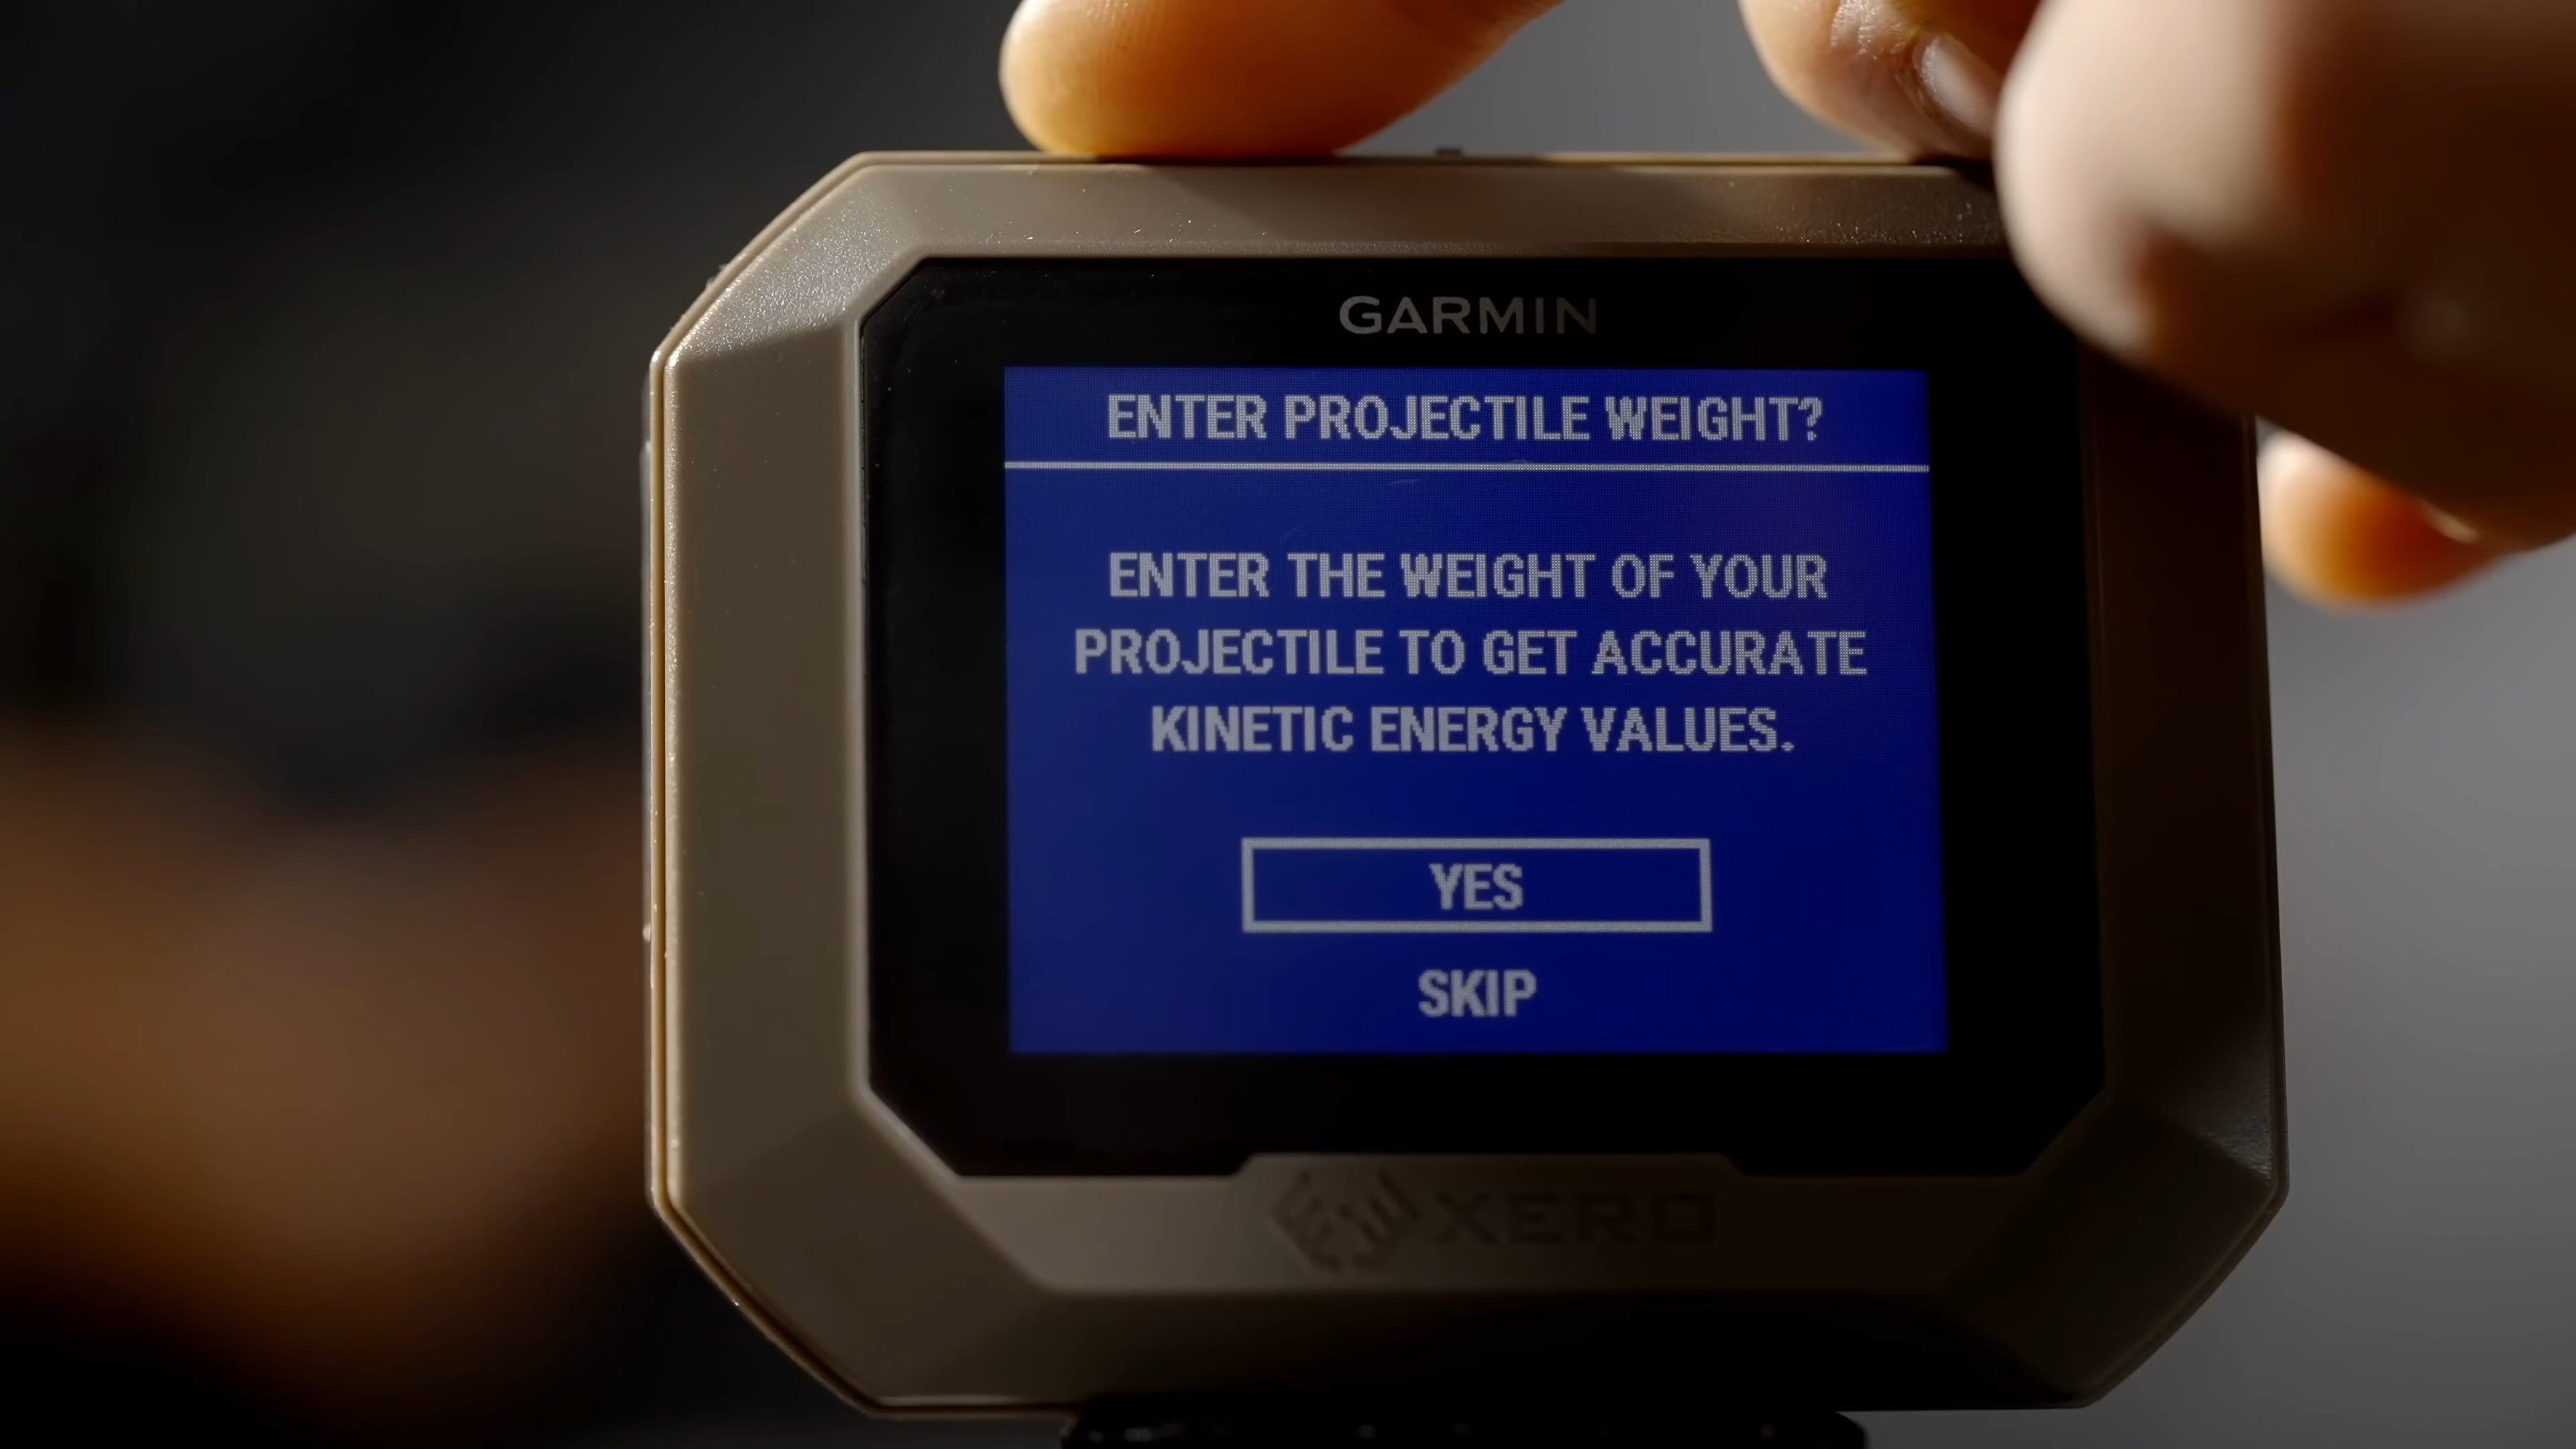 GARMIN
ENTER PROJECTILE WEIGHT?
ENTER THE WEIGHT OF YOUR
PROJECTILE TO GET ACCURATE
KINETIC ENERGY VALUES.
YES
SKIP
XERO